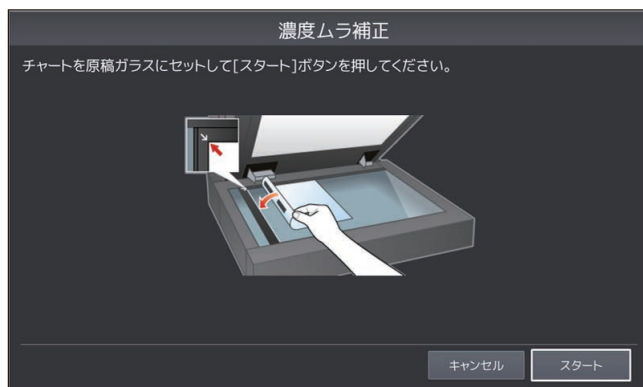 濃度ムラ補正
チャートを原稿ガラスにセットして[スタート]ボタンを押してください。
キャンセル
スタート